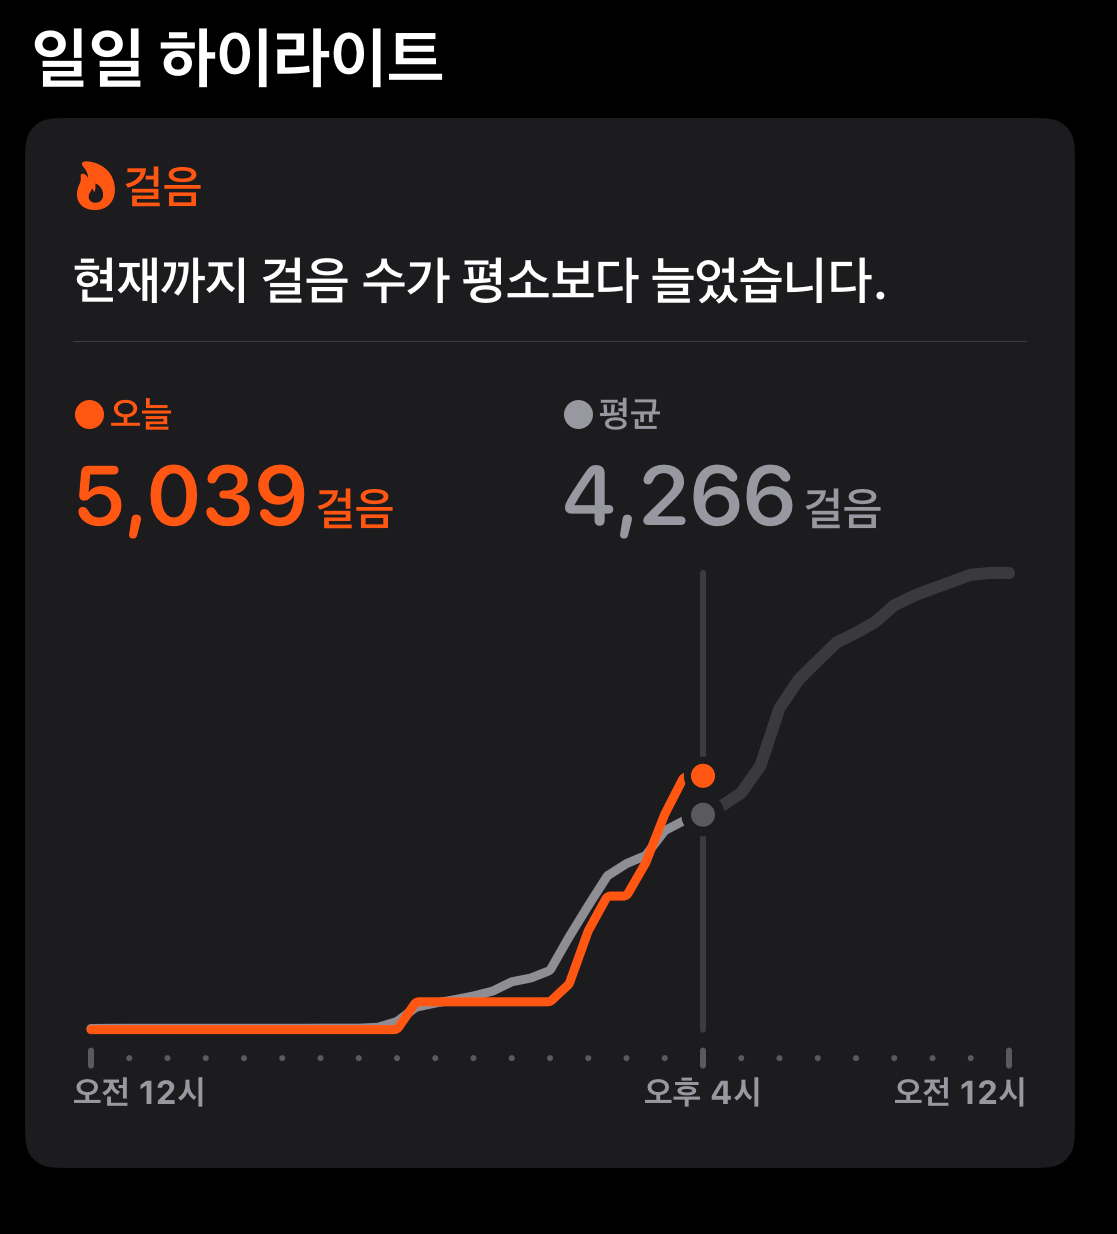 일일 하이라이트
걸음
현재까지 걸음 수가 평소보다 늘었습니다.
오늘 평균
5,039 걸음 4,266 걸음
오전 12시 오후 4시 오전 12시